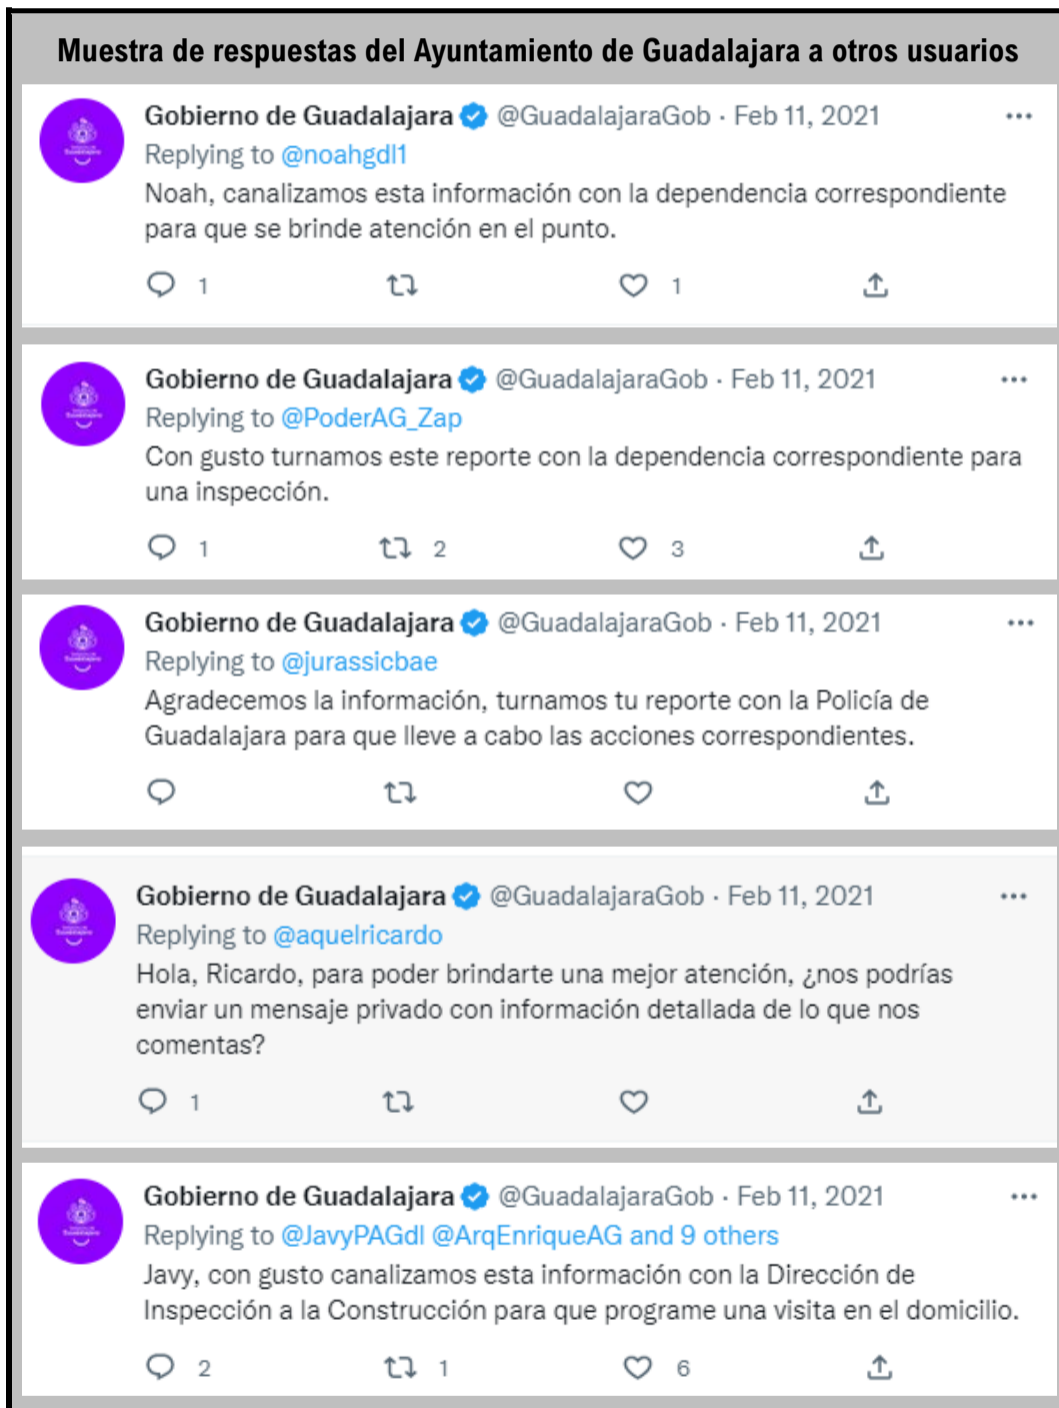 Muestra de respuestas del Ayuntamiento de Guadalajara a otros usuarios
Gobierno de Guadalajara @GuadalajaraGob · Feb 11, 2021
Replying to @noahgdl1
Noah, canalizamos esta información con la dependencia correspondiente
para que se brinde atención en el punto.
1 1
Gobierno de Guadalajara @GuadalajaraGob · Feb 11, 2021
Replying to @PoderAG_Zap
Con gusto turnamos este reporte con la dependencia correspondiente para
una inspección.
1 2 3
Gobierno de Guadalajara @GuadalajaraGob · Feb 11, 2021
Replying to @jurassicbae
Agradecemos la información, turnamos tu reporte con la Policía de
Guadalajara para que lleve a cabo las acciones correspondientes.
Gobierno de Guadalajara @GuadalajaraGob · Feb 11, 2021
Replying to @aquelricardo
Hola, Ricardo, para poder brindarte una mejor atención, ¿nos podrías
enviar un mensaje privado con información detallada de lo que nos
comentas?
1
Gobierno de Guadalajara @GuadalajaraGob · Feb 11, 2021
Replying to @JavyPAGdl @ArqEnriqueAG and 9 others
Javy, con gusto canalizamos esta información con la Dirección de
Inspección a la Construcción para que programe una visita en el domicilio.
2 1 6